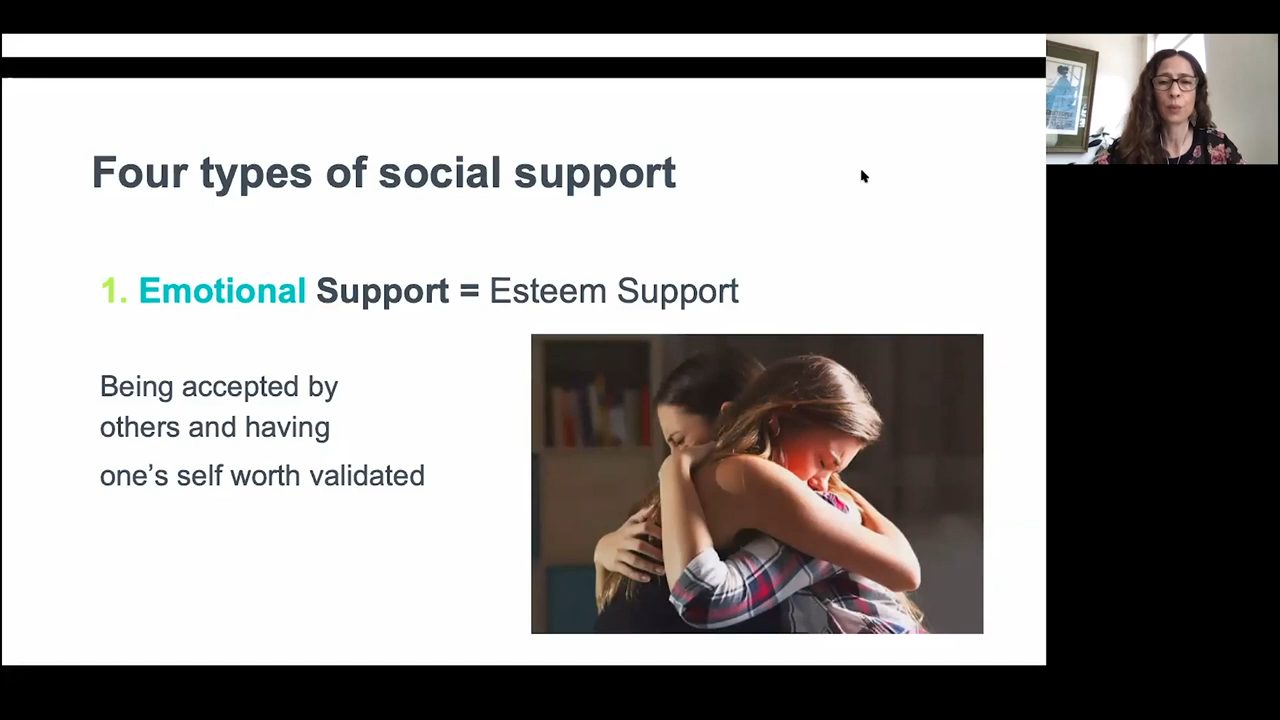 Four types of social support
1. Emotional Support = Esteem Support
Being accepted by
others and having
one’s self worth validated